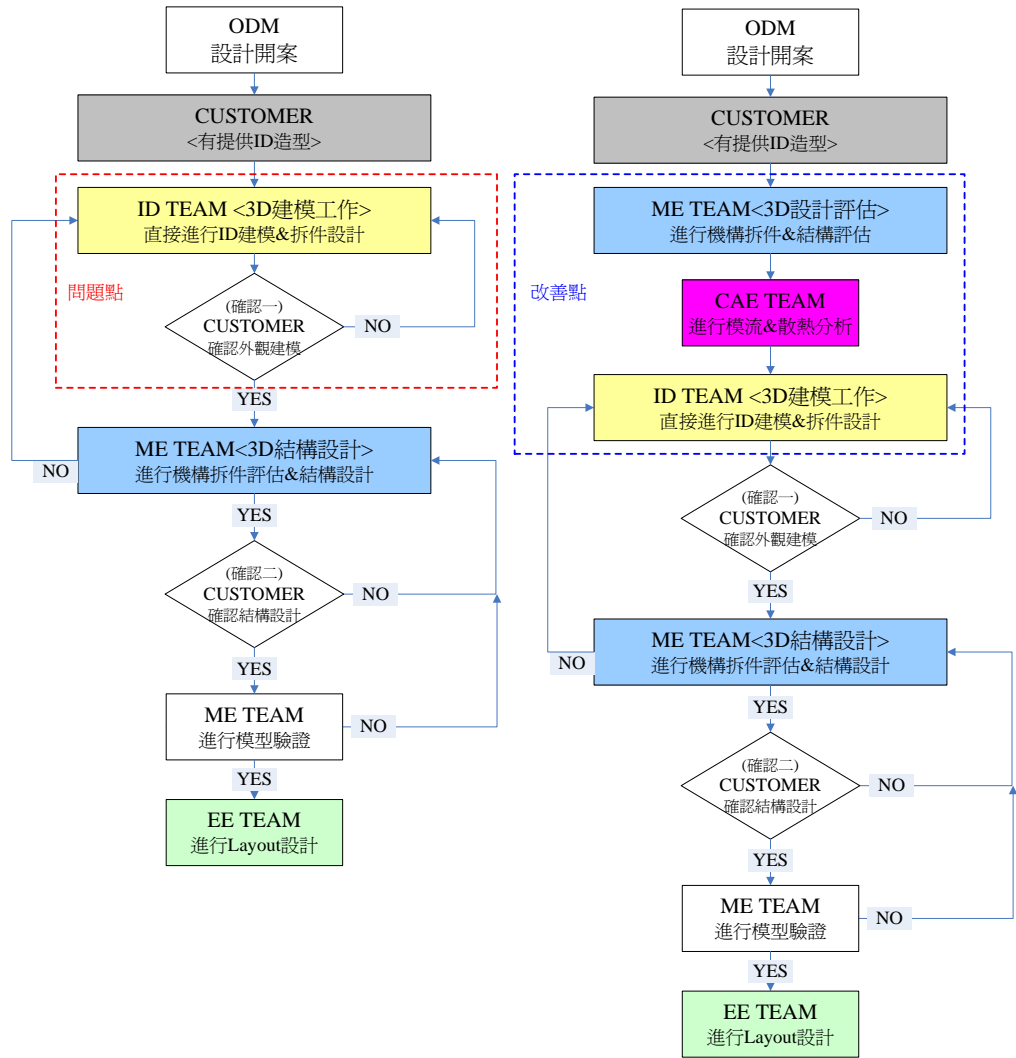 ODM
設計開案
CUSTOMER
<有提供ID造型>
ID TEAM <3D建模工作>
直接進行ID建模&拆件設計
問題點
(確認一)
CUSTOMER
確認外觀建模
NO
YES
ME TEAM<3D結構設計>
進行機構拆件評估&結構設計
NO
YES
(確認二)
CUSTOMER
確認結構設計
NO
YES
ME TEAM
進行模型驗證
NO
YES
EE TEAM
進行Layout設計
ODM
設計開案
CUSTOMER
<有提供ID造型>
ME TEAM<3D設計評估>
進行機構拆件&結構評估
改善點
CAE TEAM
進行模流&散熱分析
ID TEAM <3D建模工作>
直接進行ID建模&拆件設計
(確認一)
CUSTOMER
確認外觀建模
NO
YES
ME TEAM<3D結構設計>
進行機構拆件評估&結構設計
NO
YES
(確認二)
CUSTOMER
確認結構設計
NO
YES
ME TEAM
進行模型驗證
NO
YES
EE TEAM
進行Layout設計